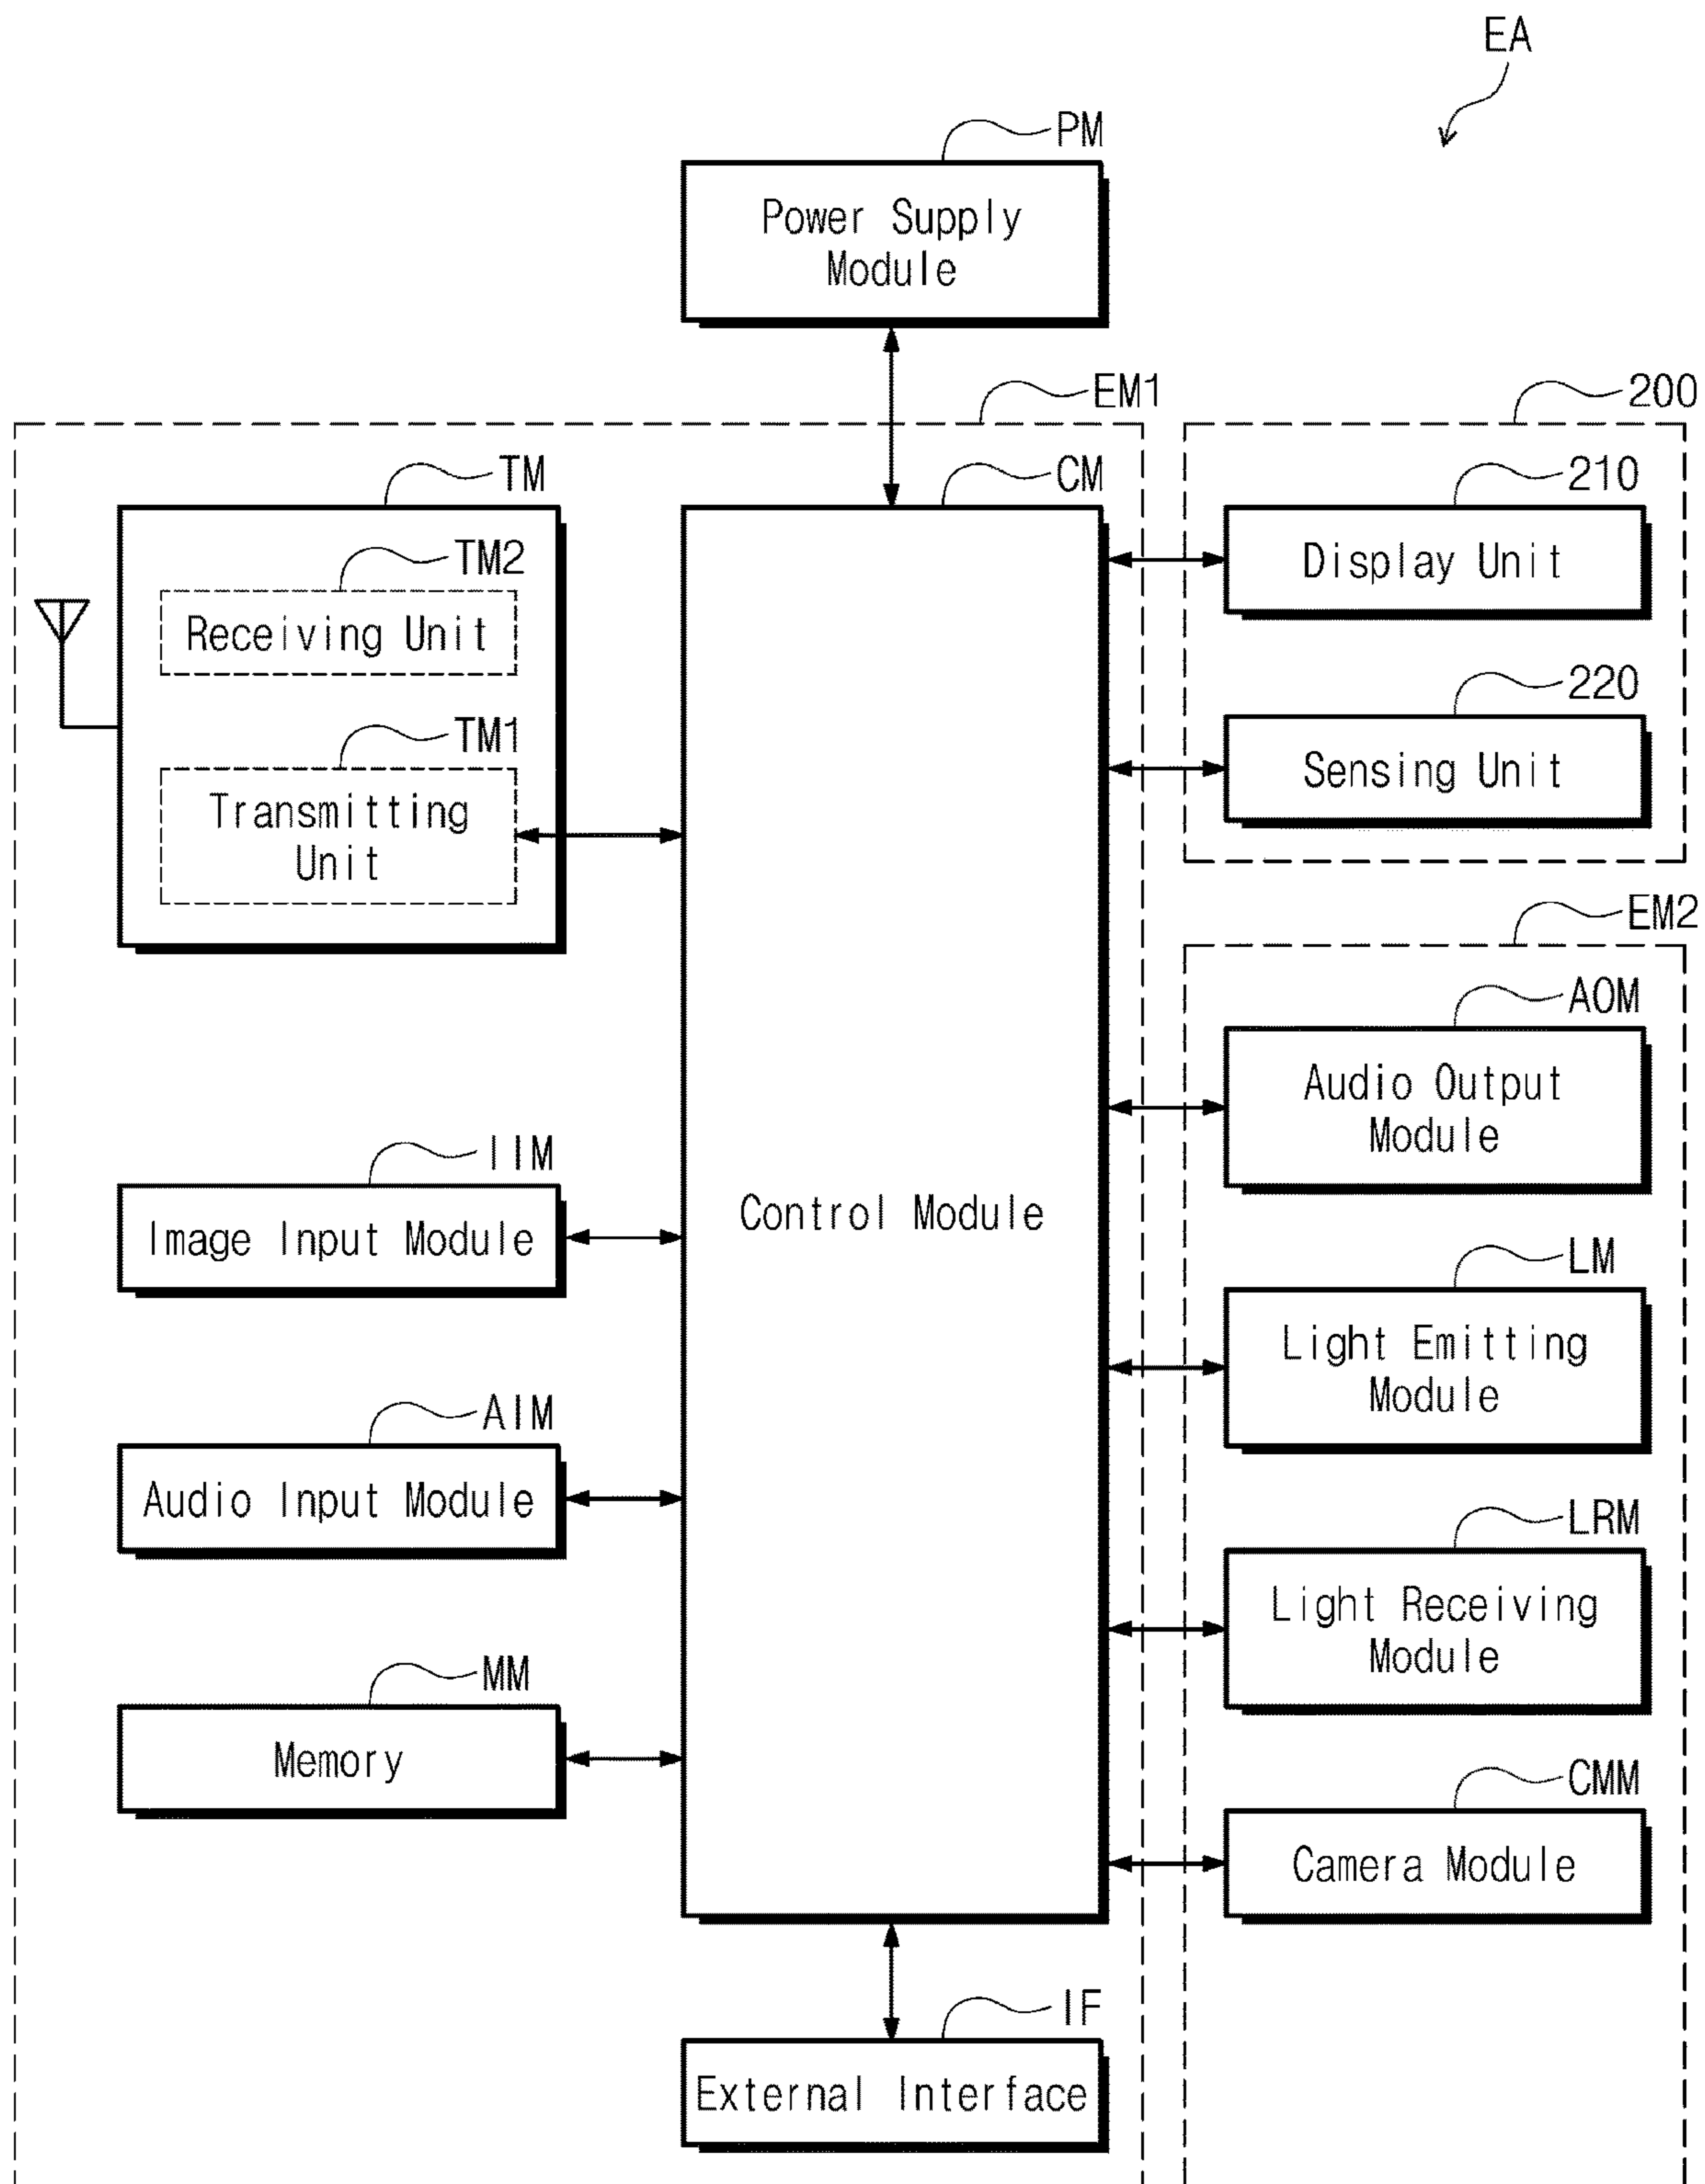 EA
PM
Power Supply
Module
EM1
200
TM
CM
210
TM2
Display Unit
Receiving Unit
220
TM1
Sensing Unit
Transmitting
Unit
EM2
AOM
Audio Output
Module
IIM
Control Module
Image Input Module
LM
Light Emitting
Module
AIM
Audio Input Module
LRM
Light Receiving
Module
MM
Memory
CMM
Camera Module
IF
External Interface